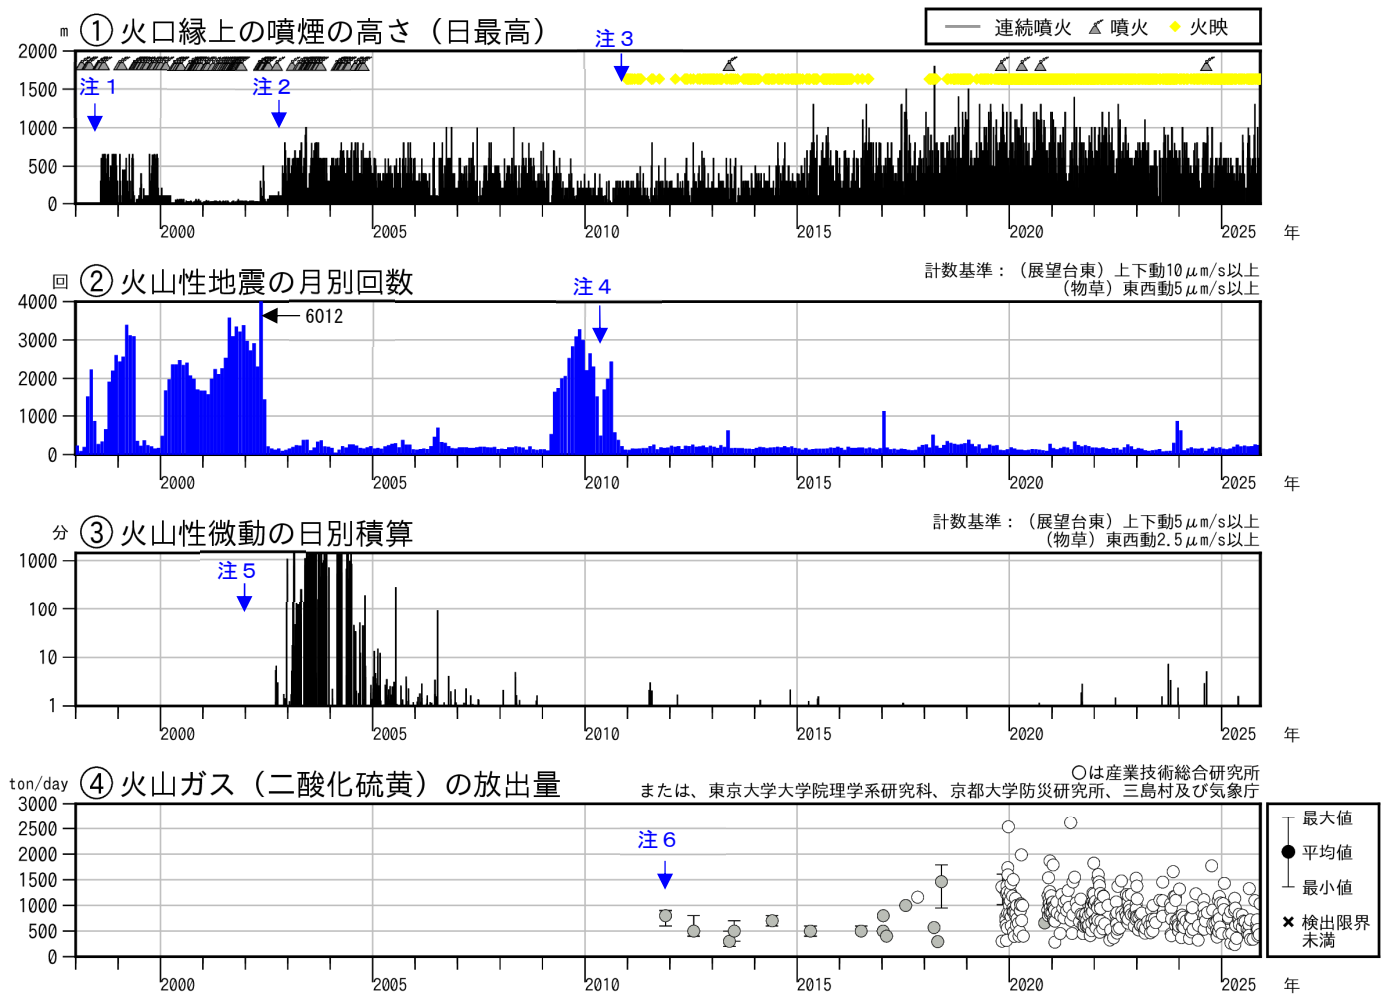 m ① 火口縁上の噴煙の高さ（日最高）
連続噴火 噴火 火映
注１
注２
注３
2000
1500
1000
500
0
2000 2005 2010 2015 2020 2025 年
回 ② 火山性地震の月別回数
計数基準：（展望台東）上下動10μm/s以上
（物草）東西動5μm/s以上
注４
6012
4000
3000
2000
1000
0
2000 2005 2010 2015 2020 2025 年
分 ③ 火山性微動の日別積算
計数基準：（展望台東）上下動5μm/s以上
（物草）東西動2.5μm/s以上
注５
1000
100
10
1
2000 2005 2010 2015 2020 2025 年
ton/day ④ 火山ガス（二酸化硫黄）の放出量
○は産業技術総合研究所
または、東京大学大学院理学系研究科、京都大学防災研究所、三島村及び気象庁
注６
3000
2500
2000
1500
1000
500
0
2000 2005 2010 2015 2020 2025 年
最大値
平均値
最小値
検出限界
未満